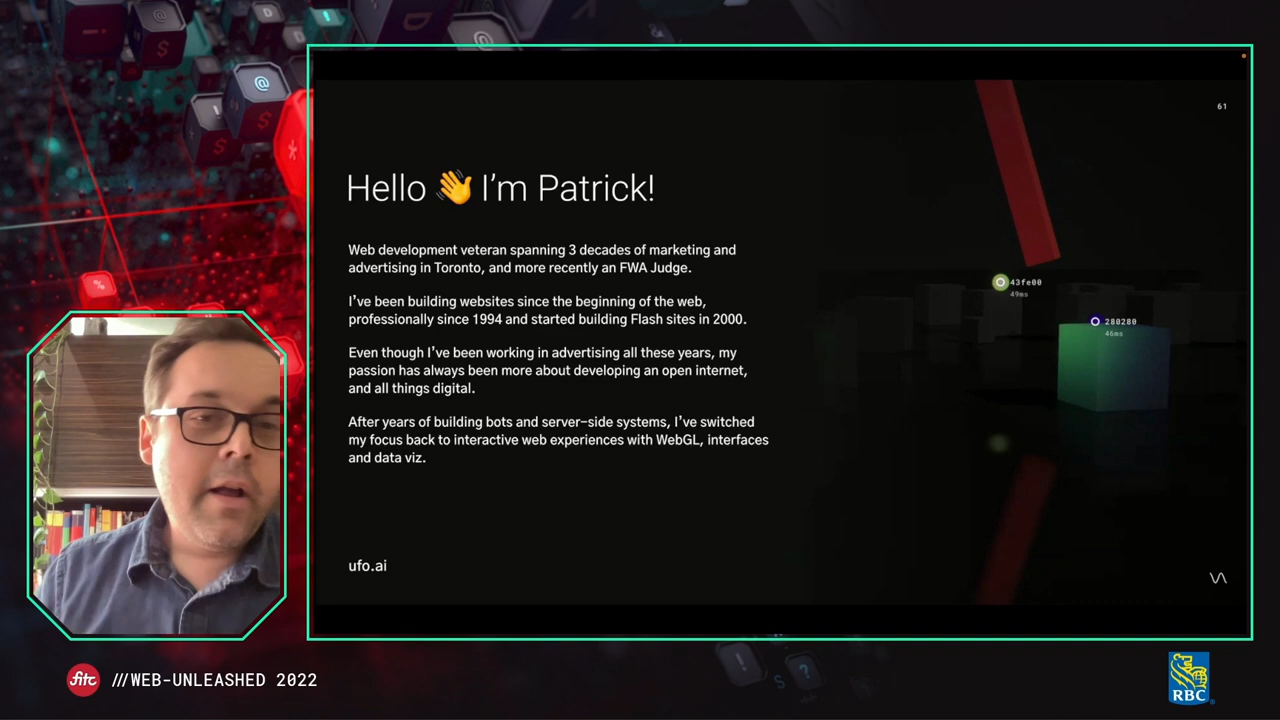 61
Hello 👋 I'm Patrick!
Web development veteran spanning 3 decades of marketing and
advertising in Toronto, and more recently an FWA Judge.
I've been building websites since the beginning of the web,
professionally since 1994 and started building Flash sites in 2000.
Even though I've been working in advertising all these years, my
passion has always been more about developing an open internet,
and all things digital.
After years of building bots and server-side systems, I've switched
my focus back to interactive web experiences with WebGL, interfaces
and data viz.
43fe00
49ms
280280
46ms
ufo.ai
fitc
///WEB-UNLEASHED 2022
RBC